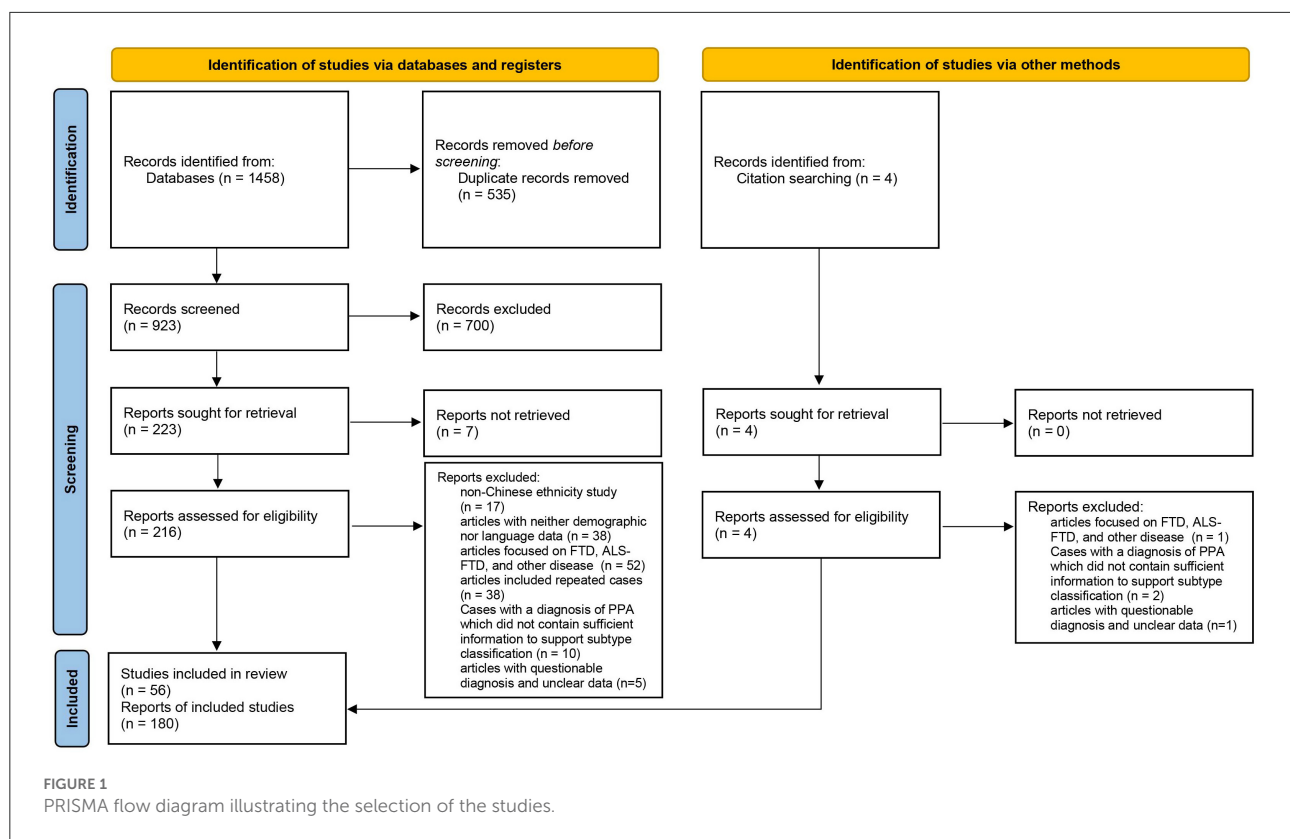 Identification of studies via databases and registers
Identification of studies via other methods
Identification
Records identified from:
Databases (n = 1458)
Records removed before
screening:
Duplicate records removed
(n = 535)
Records identified from:
Citation searching (n = 4)
Screening
Records screened
(n = 923)
Records excluded
(n = 700)
Reports sought for retrieval
(n = 223)
Reports not retrieved
(n = 7)
Reports sought for retrieval
(n = 4)
Reports not retrieved
(n = 0)
Reports assessed for eligibility
(n = 216)
Reports excluded:
non-Chinese ethnicity study
(n = 17)
articles with neither demographic
nor language data (n = 38)
articles focused on FTD, ALS-
FTD, and other disease (n = 52)
articles included repeated cases
(n = 38)
Cases with a diagnosis of PPA
which did not contain sufficient
information to support subtype
classification (n = 10)
articles with questionable
diagnosis and unclear data (n=5)
Reports assessed for eligibility
(n = 4)
Reports excluded:
articles focused on FTD, ALS-
FTD, and other disease (n = 1)
Cases with a diagnosis of PPA
which did not contain sufficient
information to support subtype
classification (n = 2)
articles with questionable
diagnosis and unclear data (n=1)
Included
Studies included in review
(n = 56)
Reports of included studies
(n = 180)
FIGURE 1
PRISMA flow diagram illustrating the selection of the studies.